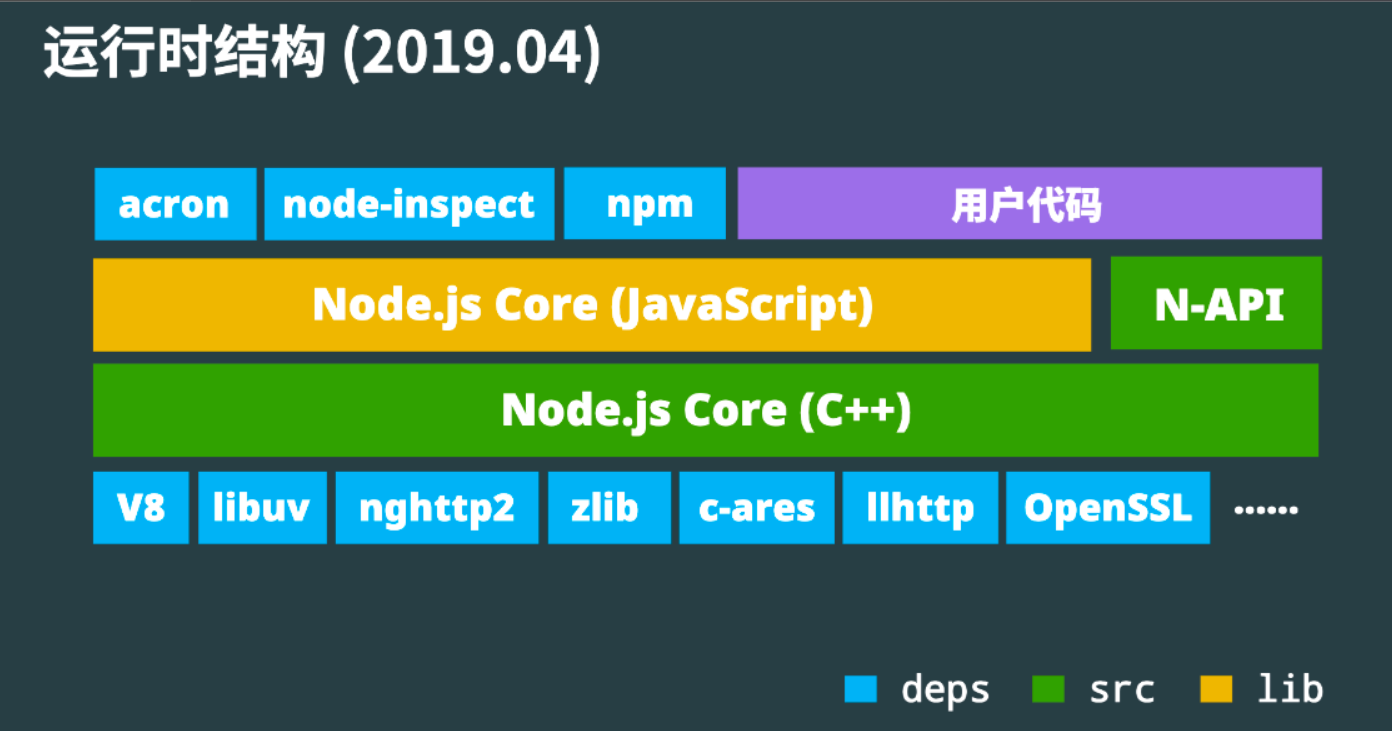 运行时结构 (2019.04)
acron node-inspect npm 用户代码
Node.js Core (JavaScript) N-API
Node.js Core (C++)
V8 libuv nghttp2 zlib c-ares llhttp OpenSSL ······
deps src lib